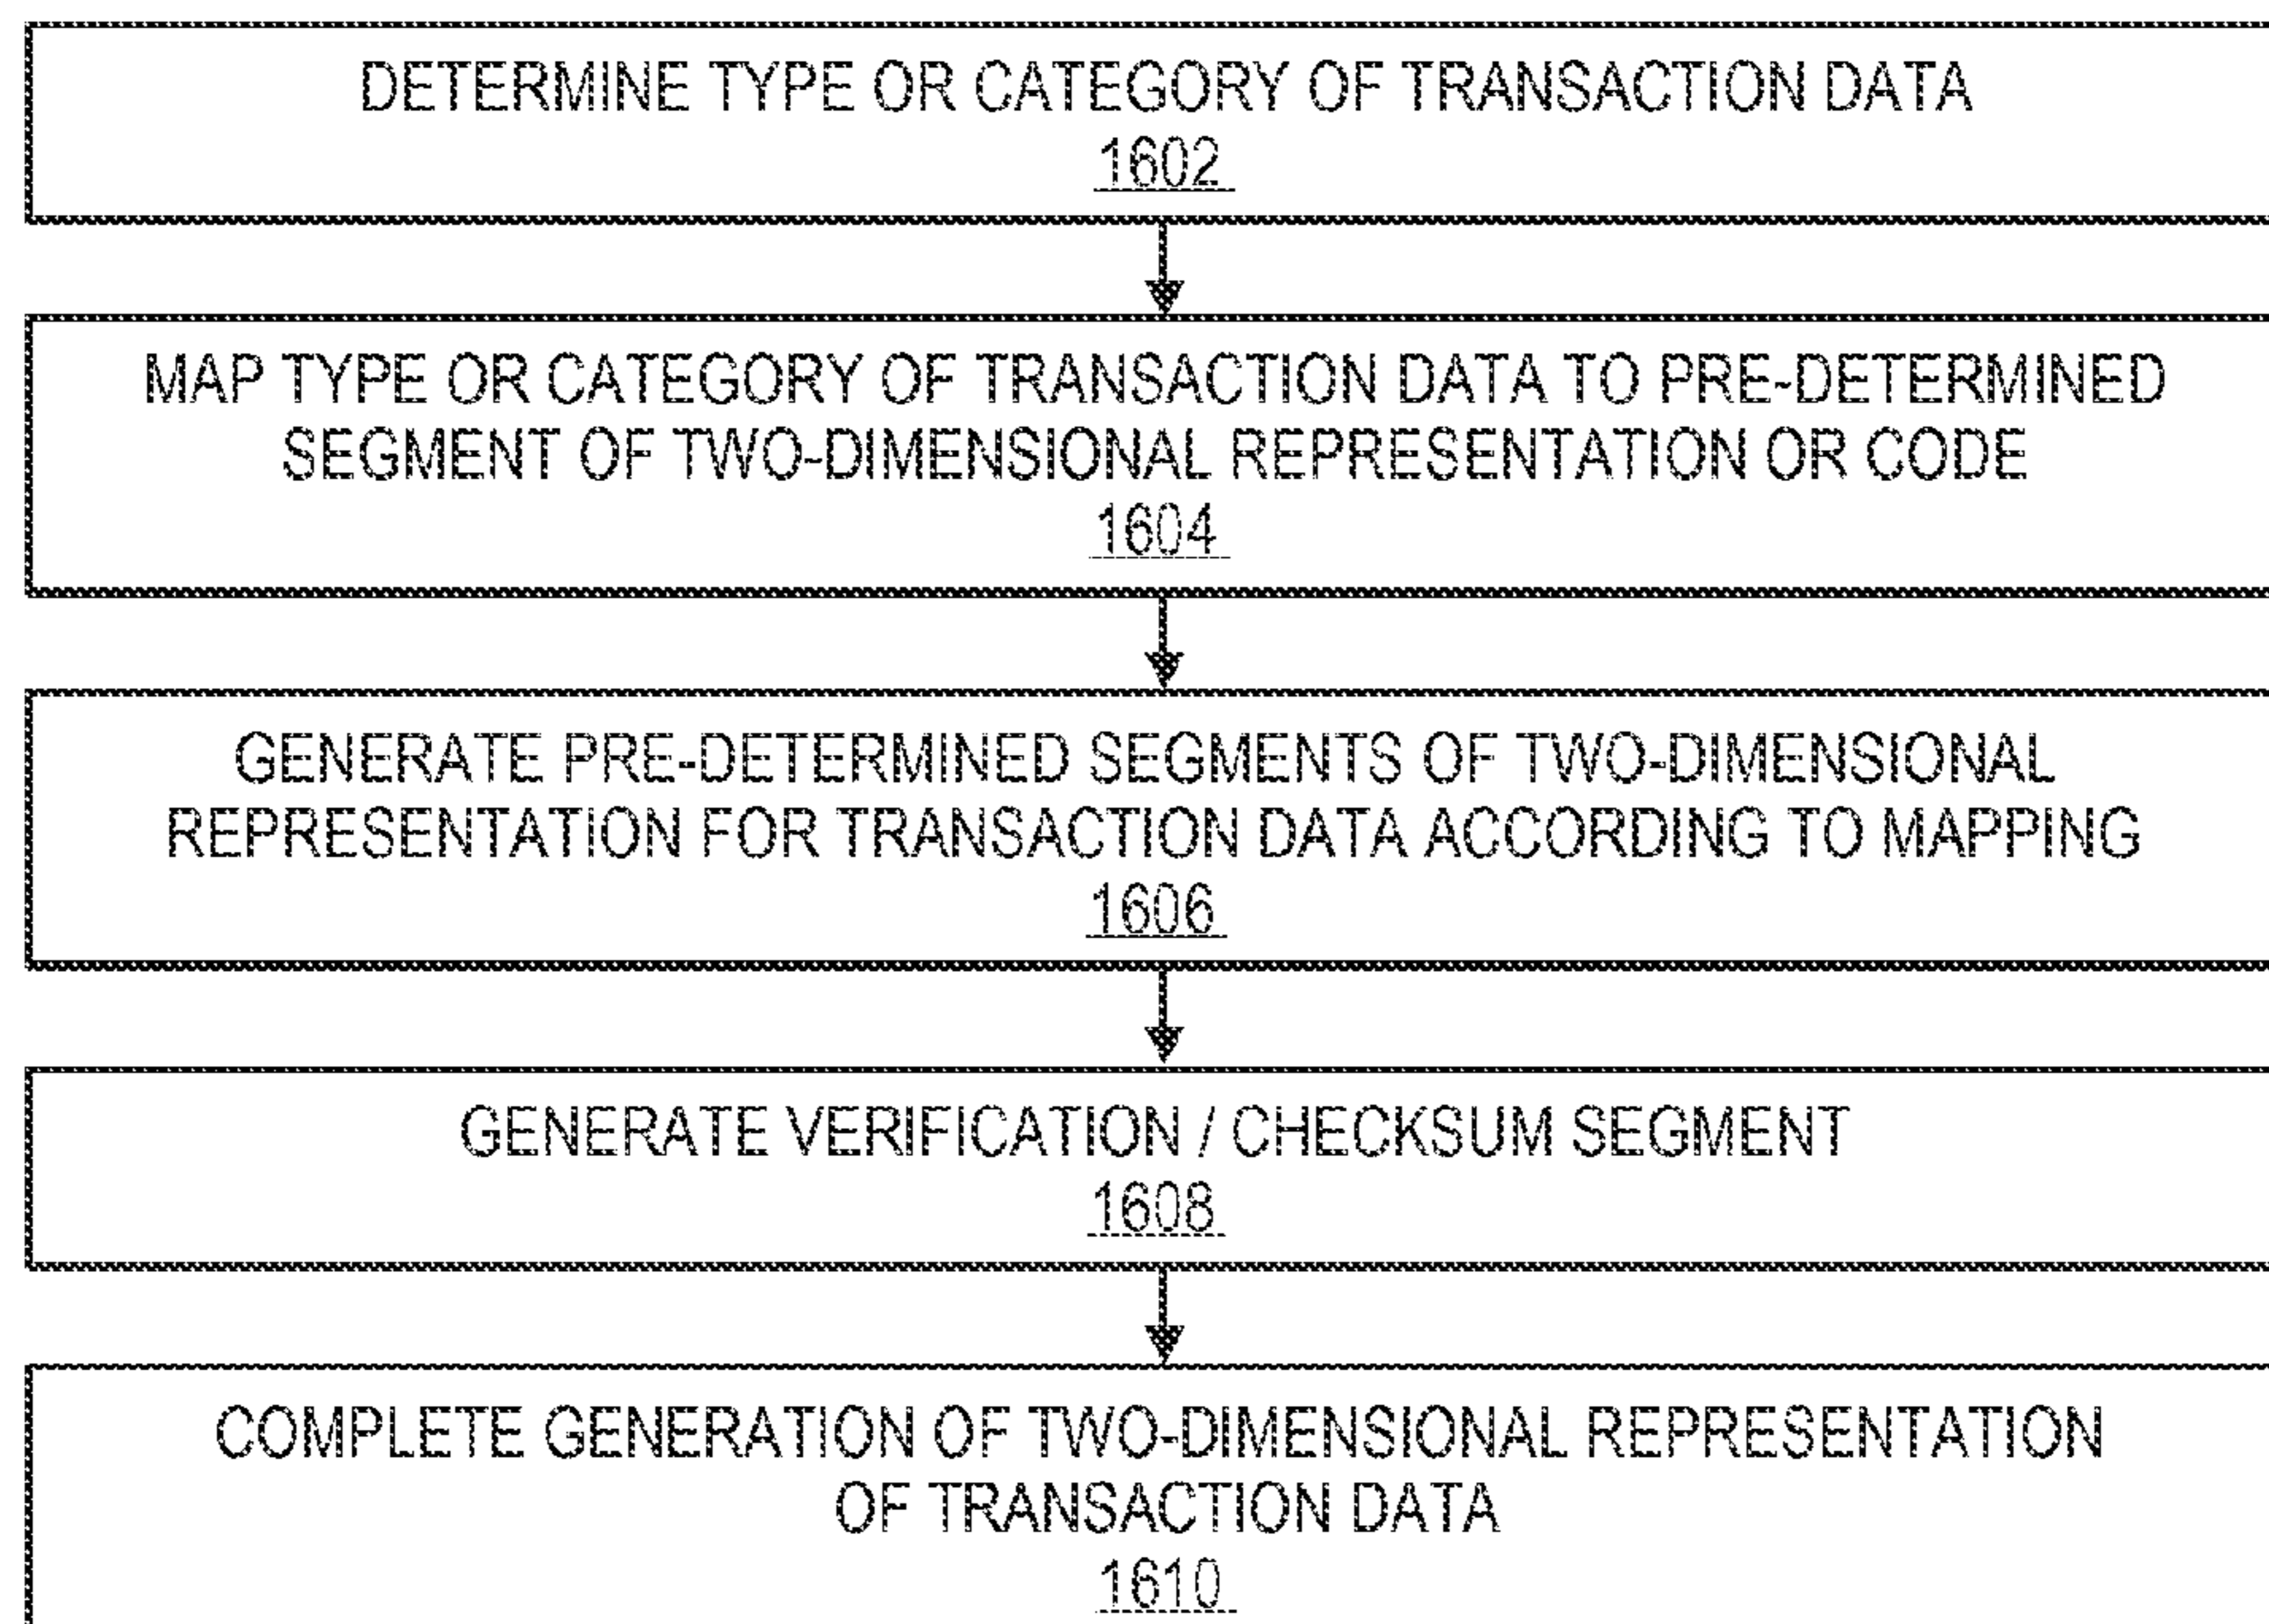 DETERMINE TYPE OR CATEGORY OF TRANSACTION DATA
1602
MAP TYPE OR CATEGORY OF TRANSACTION DATA TO PRE-DETERMINED
SEGMENT OF TWO-DIMENSIONAL REPRESENTATION OR CODE
1604
GENERATE PRE-DETERMINED SEGMENTS OF TWO-DIMENSIONAL
REPRESENTATION FOR TRANSACTION DATA ACCORDING TO MAPPING
1606
GENERATE VERIFICATION / CHECKSUM SEGMENT
1608
COMPLETE GENERATION OF TWO-DIMENSIONAL REPRESENTATION
OF TRANSACTION DATA
1610